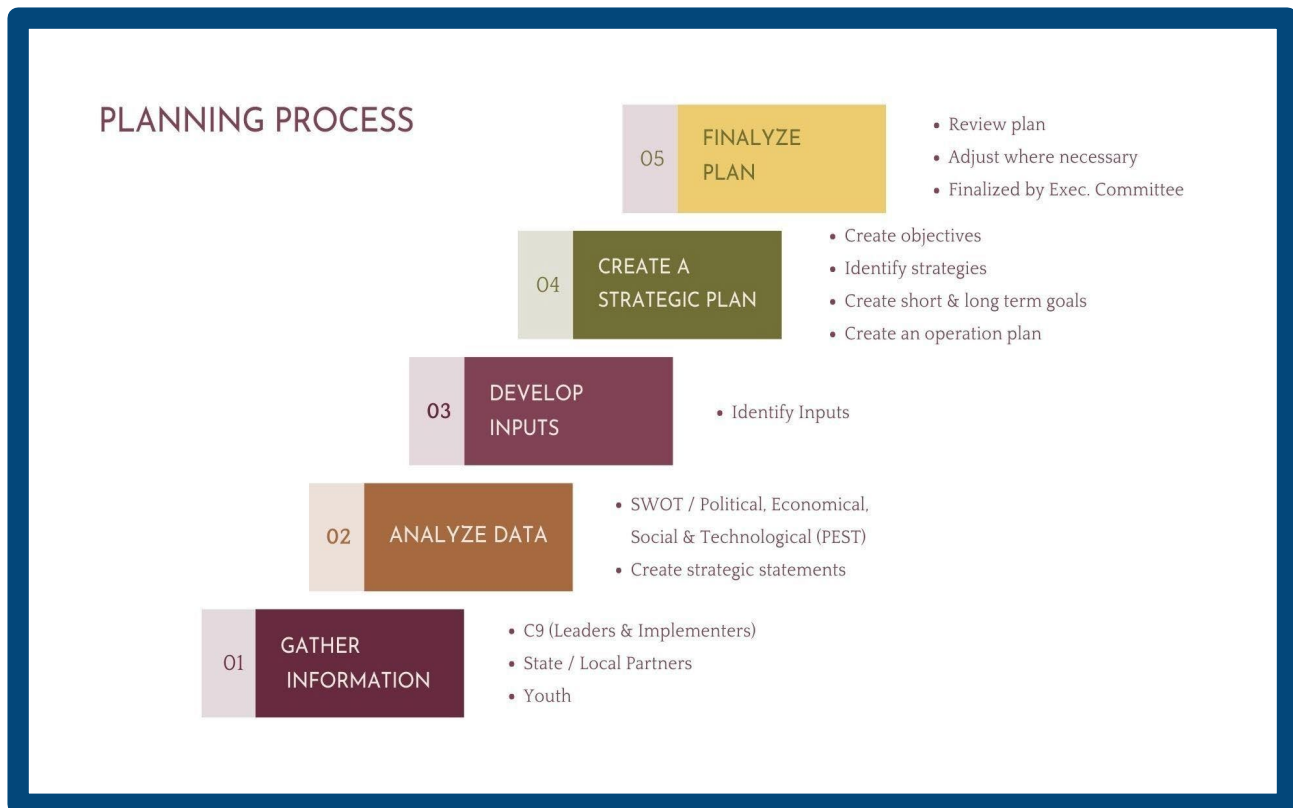 PLANNING PROCESS
05
FINALYZE
PLAN
• Review plan
• Adjust where necessary
• Finalized by Exec. Committee
04
CREATE A
STRATEGIC PLAN
• Create objectives
• Identify strategies
• Create short & long term goals
• Create an operation plan
03
DEVELOP
INPUTS
• Identify Inputs
02
ANALYZE DATA
• SWOT / Political, Economical,
Social & Technological (PEST)
• Create strategic statements
01
GATHER
INFORMATION
• C9 (Leaders & Implementers)
• State / Local Partners
• Youth